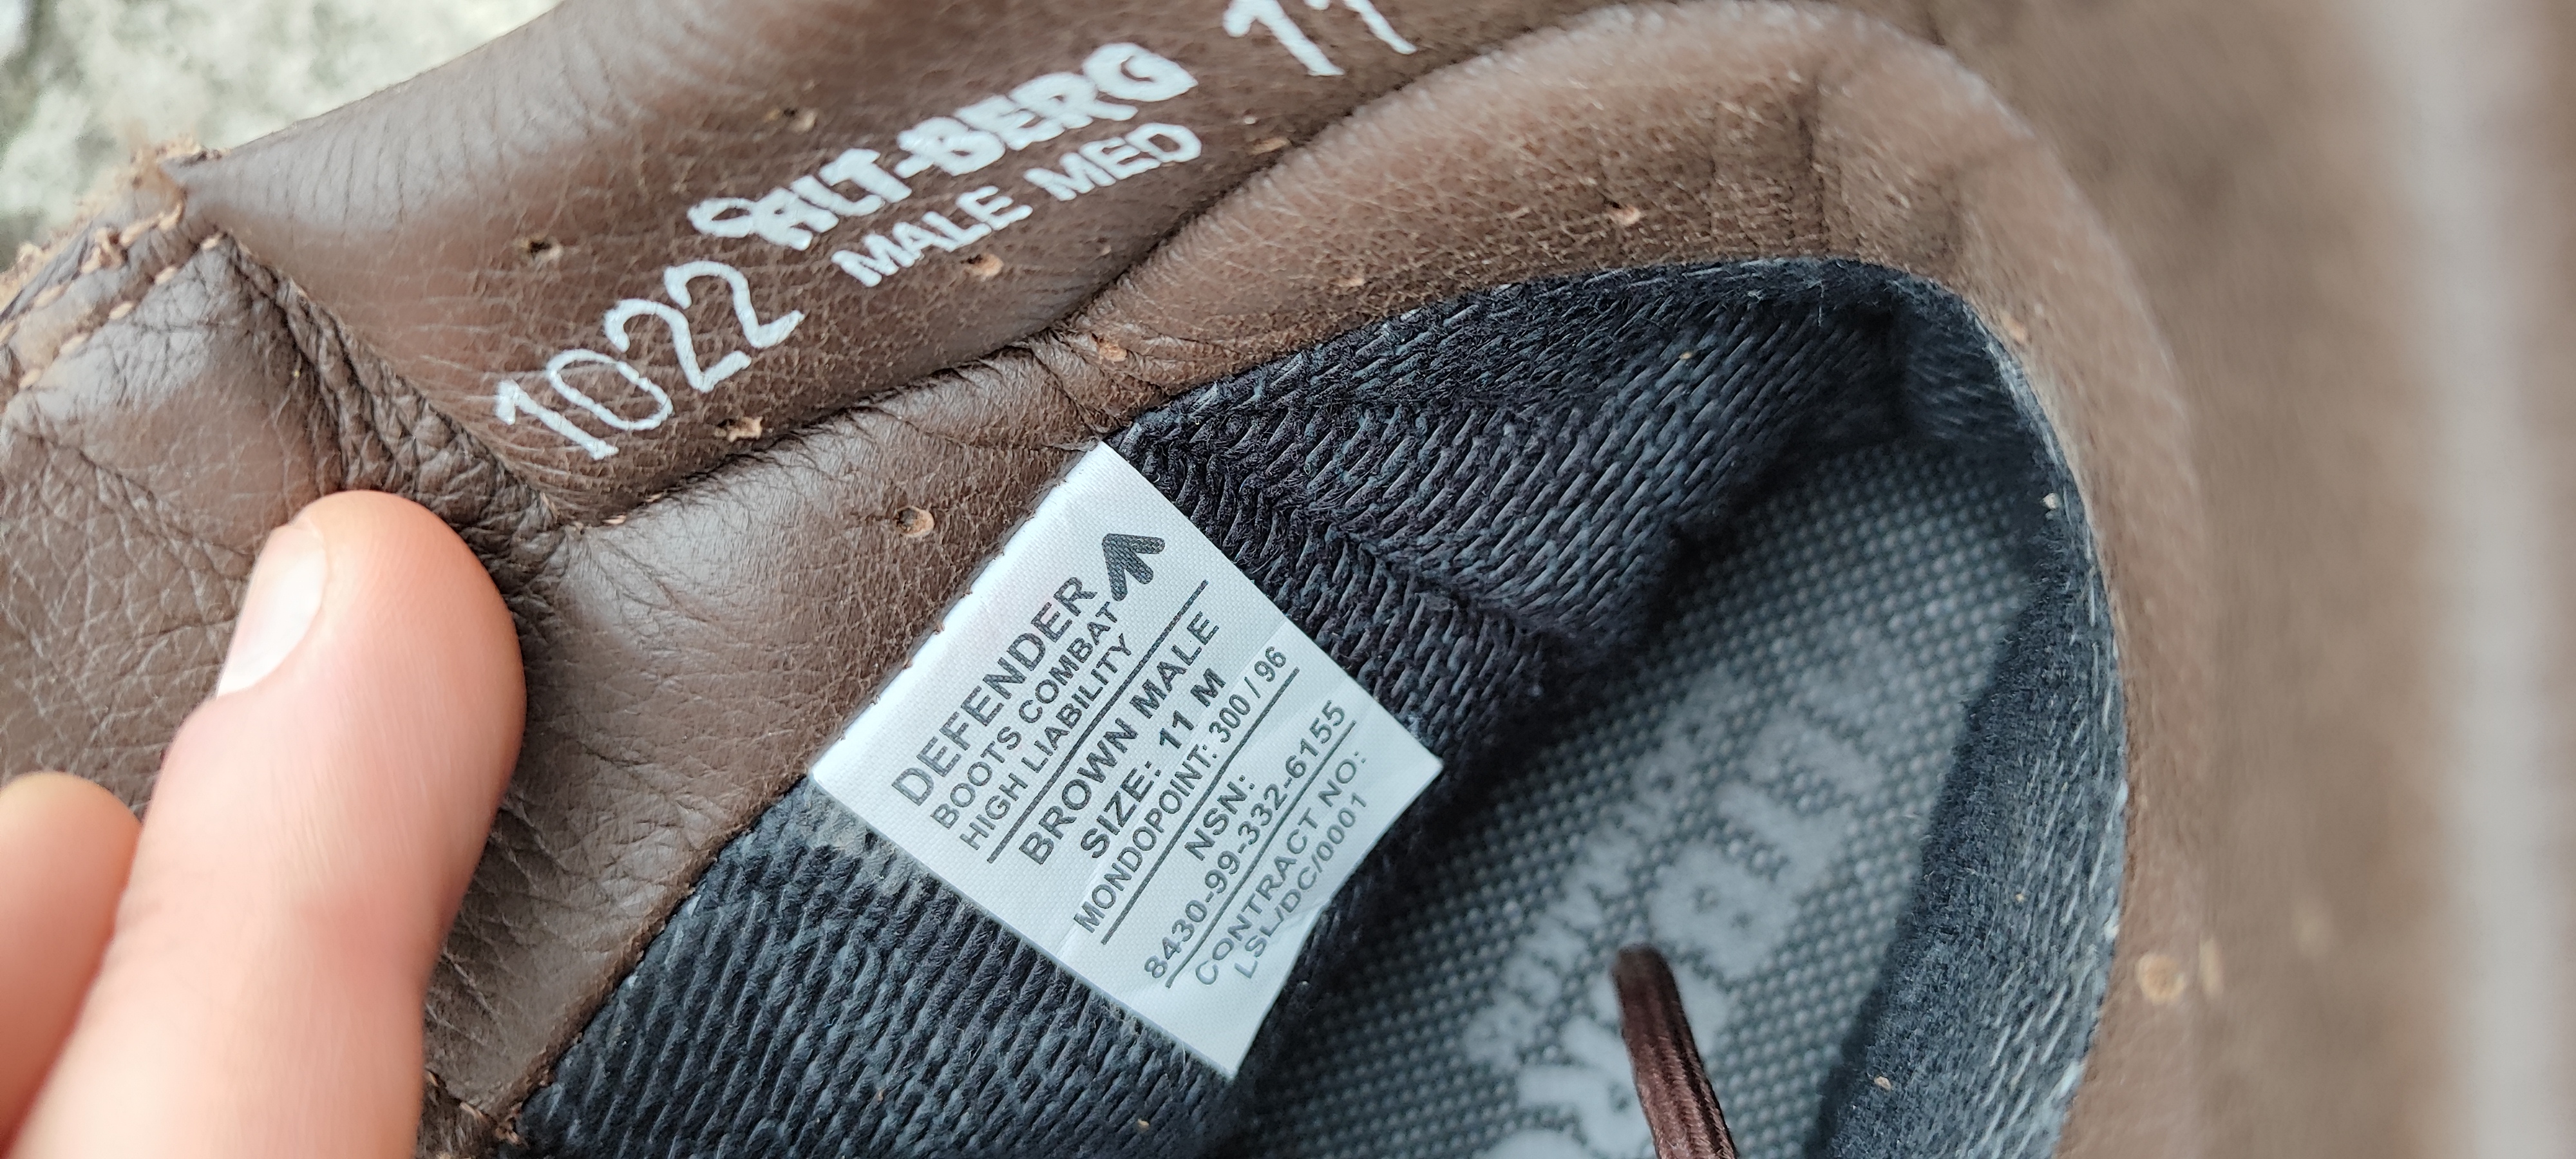 1022 ALT-BERG 11
MALE MED
DEFENDER
BOOTS COMBAT
HIGH LIABILITY
BROWN MALE
SIZE: 11 M
MONDOPOINT: 300 / 96
NSN:
8430-99-332-6155
CONTRACT NO:
LSL/DC/0001